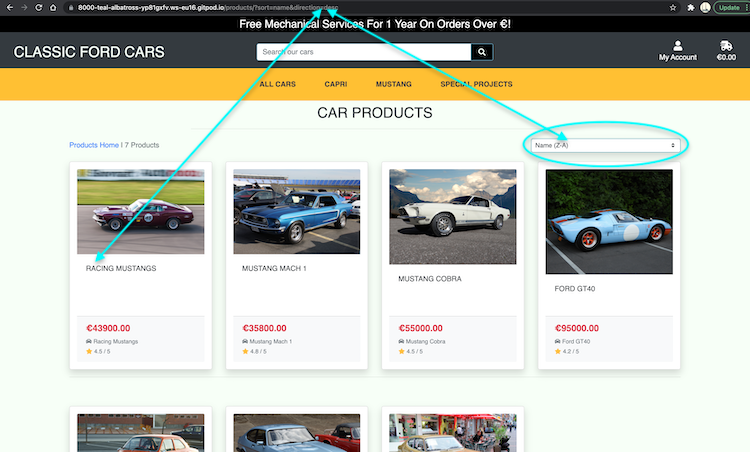 8000-teal-albatross-yp81gxfv.ws-eu16.gitpod.io/products/?sort=name&direction=desc
Update
Free Mechanical Services For 1 Year On Orders Over €!
CLASSIC FORD CARS
Search our cars
My Account
€0.00
ALL CARS
CAPRI
MUSTANG
SPECIAL PROJECTS
CAR PRODUCTS
Products Home | 7 Products
Name (Z-A)
RACING MUSTANGS
MUSTANG MACH 1
MUSTANG COBRA
FORD GT40
€43900.00
€35800.00
€55000.00
€95000.00
Racing Mustangs
Mustang Mach 1
Mustang Cobra
Ford GT40
4.5 / 5
4.8 / 5
4.6 / 5
4.2 / 5